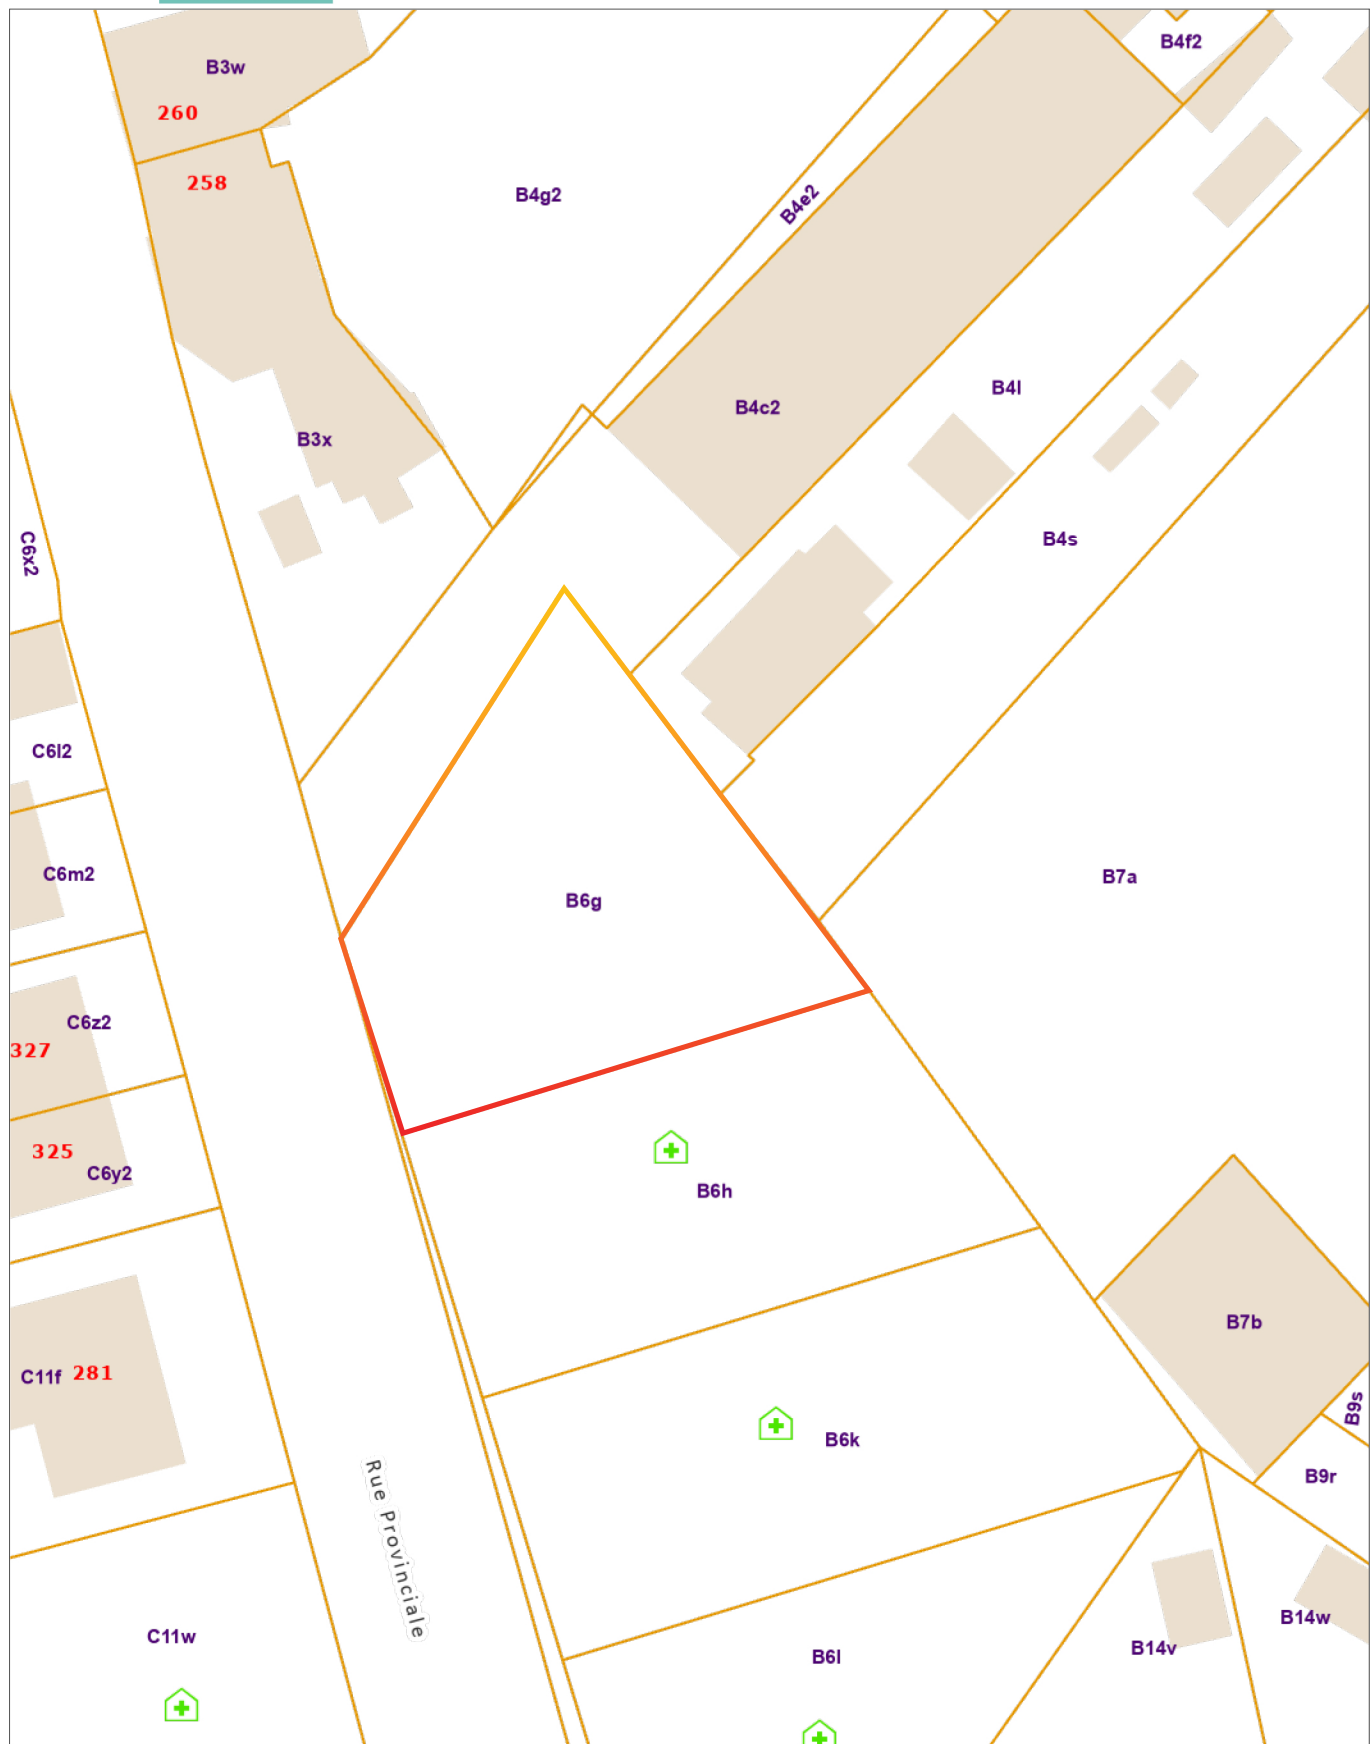 B4f2
B3w
260
258
B4g2
B4e2
B4l
B4c2
B3x
B4s
C6x2
C6l2
C6m2
B7a
B6g
C6z2
327
325
C6y2
B6h
B7b
C11f 281
B9s
B6k
B9r
Rue Provinciale
B14w
C11w
B14v
B6l